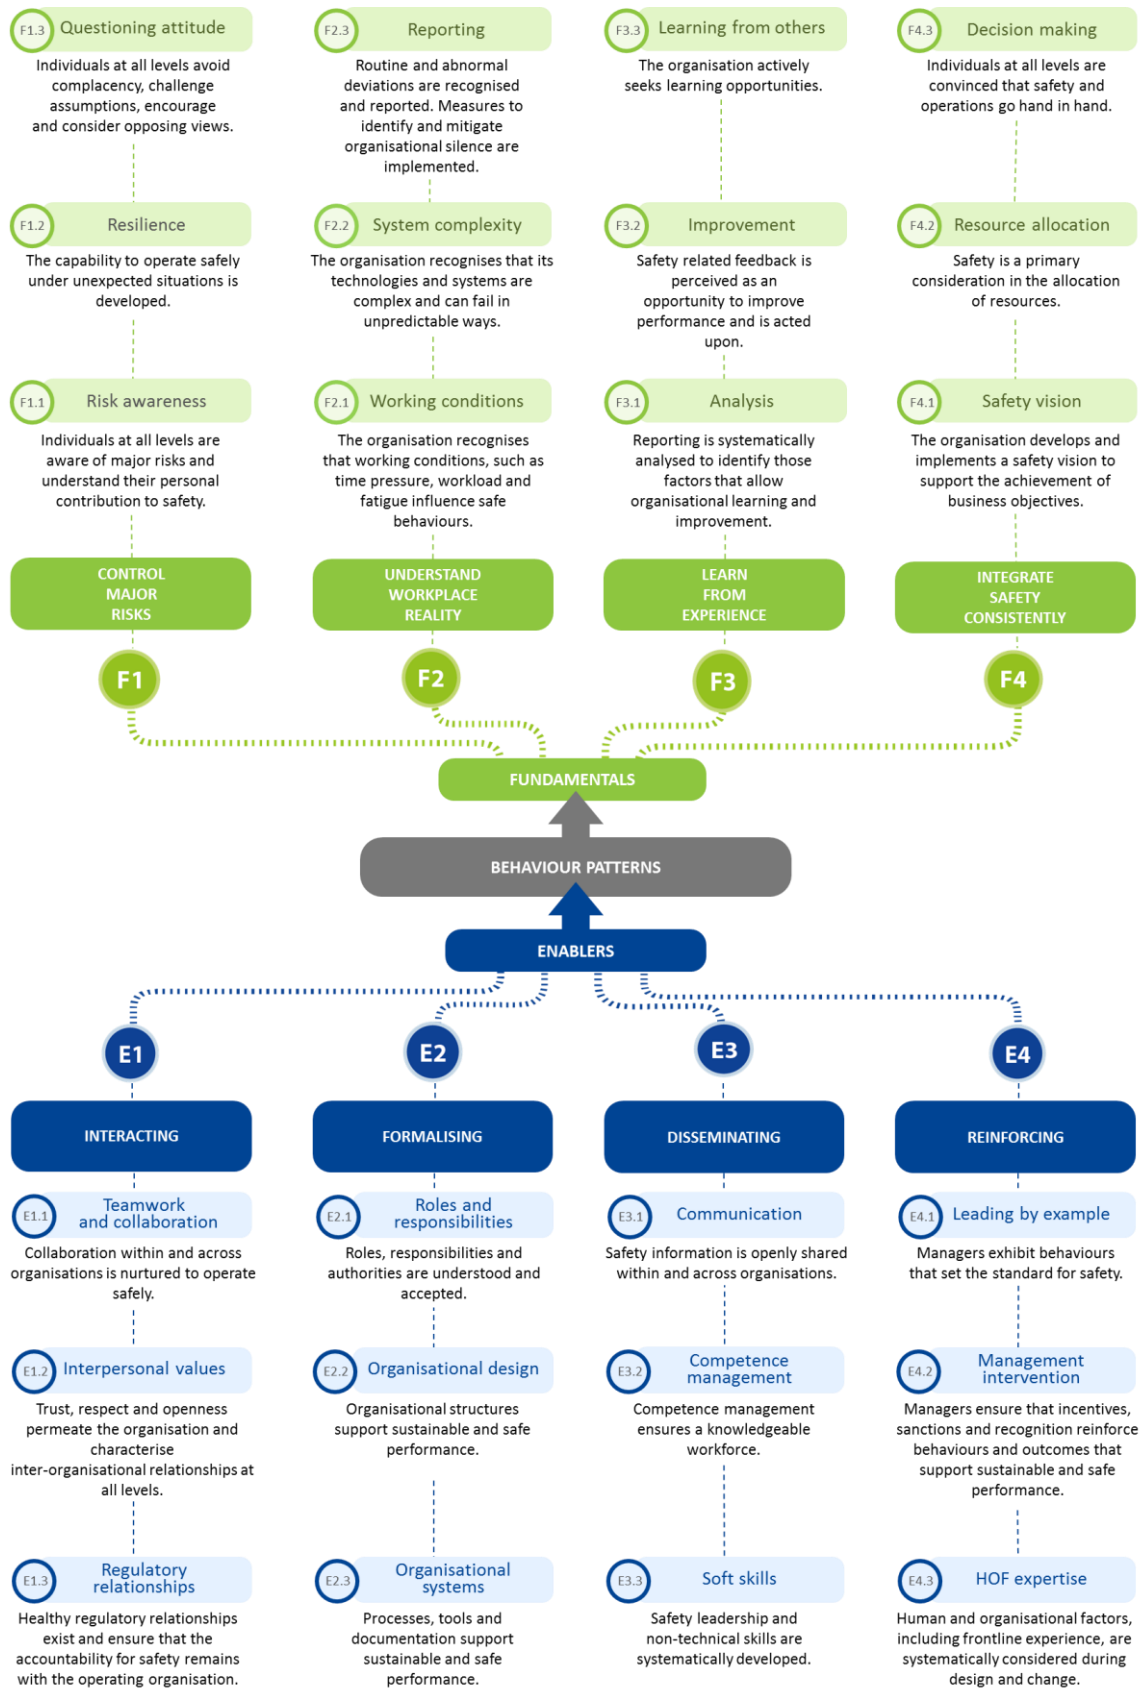 F1.3 Questioning attitude
Individuals at all levels avoid
complacency, challenge
assumptions, encourage
and consider opposing views.
F2.3 Reporting
Routine and abnormal
deviations are recognised
and reported. Measures to
identify and mitigate
organisational silence are
implemented.
F3.3 Learning from others
The organisation actively
seeks learning opportunities.
F4.3 Decision making
Individuals at all levels are
convinced that safety and
operations go hand in hand.
F1.2 Resilience
The capability to operate safely
under unexpected situations is
developed.
F2.2 System complexity
The organisation recognises that its
technologies and systems are
complex and can fail in
unpredictable ways.
F3.2 Improvement
Safety related feedback is
perceived as an
opportunity to improve
performance and is acted
upon.
F4.2 Resource allocation
Safety is a primary
consideration in the allocation
of resources.
F1.1 Risk awareness
Individuals at all levels are
aware of major risks and
understand their personal
contribution to safety.
F2.1 Working conditions
The organisation recognises
that working conditions, such as
time pressure, workload and
fatigue influence safe
behaviours.
F3.1 Analysis
Reporting is systematically
analysed to identify those
factors that allow
organisational learning and
improvement.
F4.1 Safety vision
The organisation develops and
implements a safety vision to
support the achievement of
business objectives.
CONTROL
MAJOR
RISKS
UNDERSTAND
WORKPLACE
REALITY
LEARN
FROM
EXPERIENCE
INTEGRATE
SAFETY
CONSISTENTLY
F1
F2
F3
F4
FUNDAMENTALS
BEHAVIOUR PATTERNS
ENABLERS
E1
E2
E3
E4
INTERACTING
FORMALISING
DISSEMINATING
REINFORCING
E1.1 Teamwork
and collaboration
Collaboration within and across
organisations is nurtured to operate
safely.
E2.1 Roles and
responsibilities
Roles, responsibilities and
authorities are understood and
accepted.
E3.1 Communication
Safety information is openly shared
within and across organisations.
E4.1 Leading by example
Managers exhibit behaviours
that set the standard for safety.
E1.2 Interpersonal values
Trust, respect and openness
permeate the organisation and
characterise
inter-organisational relationships at
all levels.
E2.2 Organisational design
Organisational structures
support sustainable and safe
performance.
E3.2 Competence
management
Competence management
ensures a knowledgeable
workforce.
E4.2 Management
intervention
Managers ensure that incentives,
sanctions and recognition reinforce
behaviours and outcomes that
support sustainable and safe
performance.
E1.3 Regulatory
relationships
Healthy regulatory relationships
exist and ensure that the
accountability for safety remains
with the operating organisation.
E2.3 Organisational
systems
Processes, tools and
documentation support
sustainable and safe
performance.
E3.3 Soft skills
Safety leadership and
non-technical skills are
systematically developed.
E4.3 HOF expertise
Human and organisational factors,
including frontline experience, are
systematically considered during
design and change.